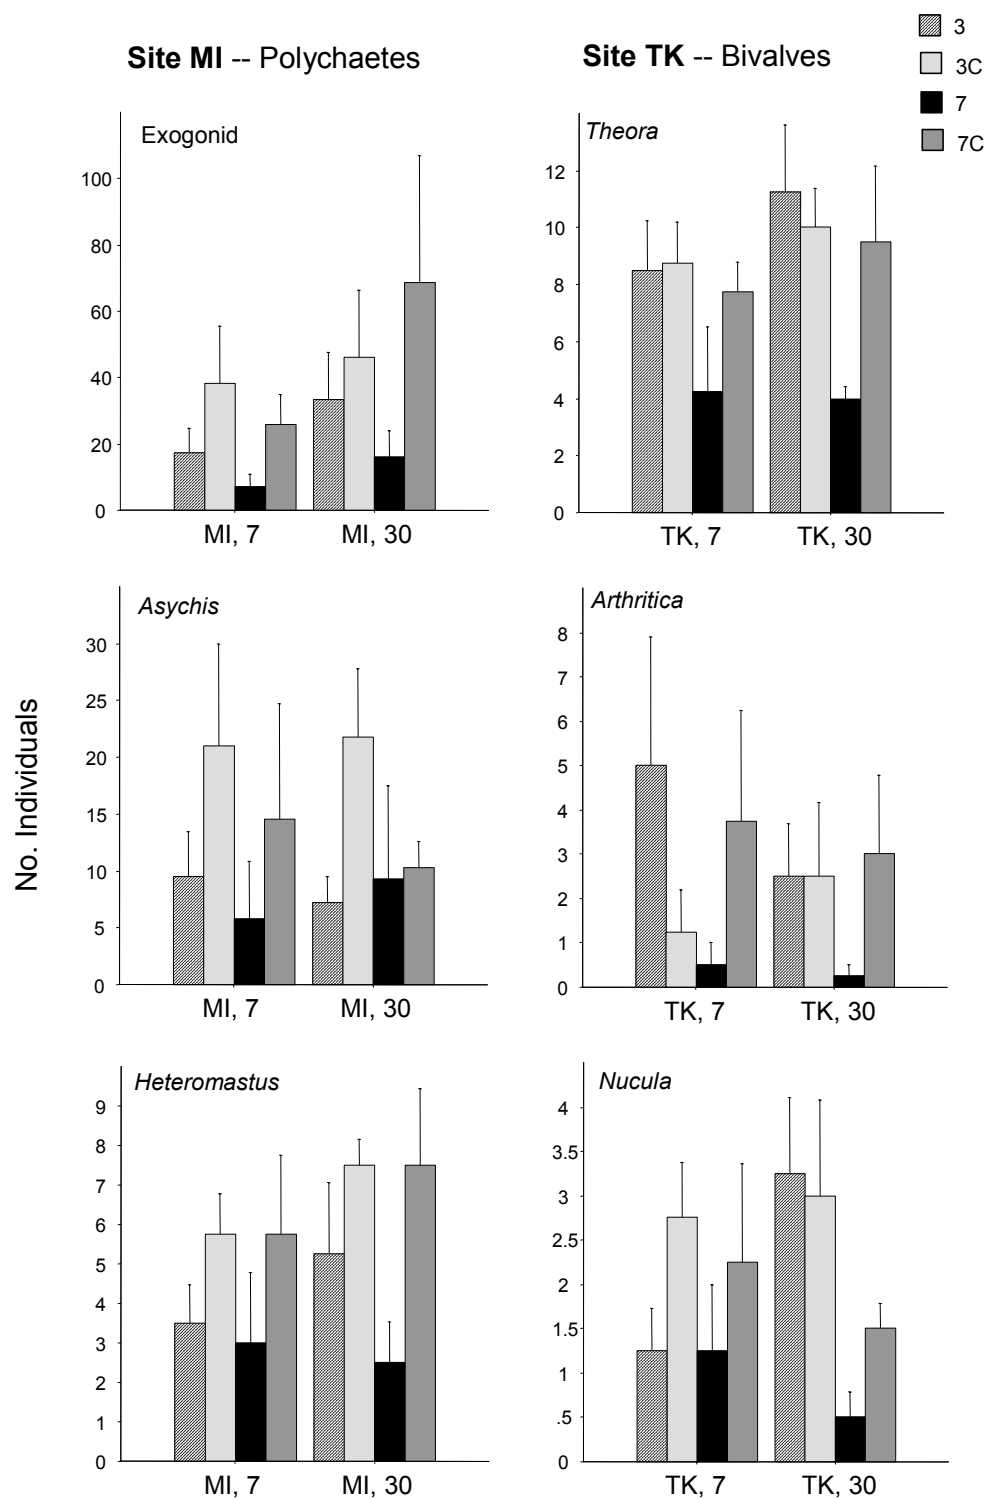 Site MI -- Polychaetes
Site TK -- Bivalves
3
3C
7
7C
No. Individuals
Exogonid
100
80
60
40
20
0
MI, 7
MI, 30
Theora
12
10
8
6
4
2
0
TK, 7
TK, 30
Asychis
30
25
20
15
10
5
0
MI, 7
MI, 30
Arthritica
8
7
6
5
4
3
2
1
0
TK, 7
TK, 30
Heteromastus
9
8
7
6
5
4
3
2
1
0
MI, 7
MI, 30
Nucula
4
3.5
3
2.5
2
1.5
1
.5
0
TK, 7
TK, 30